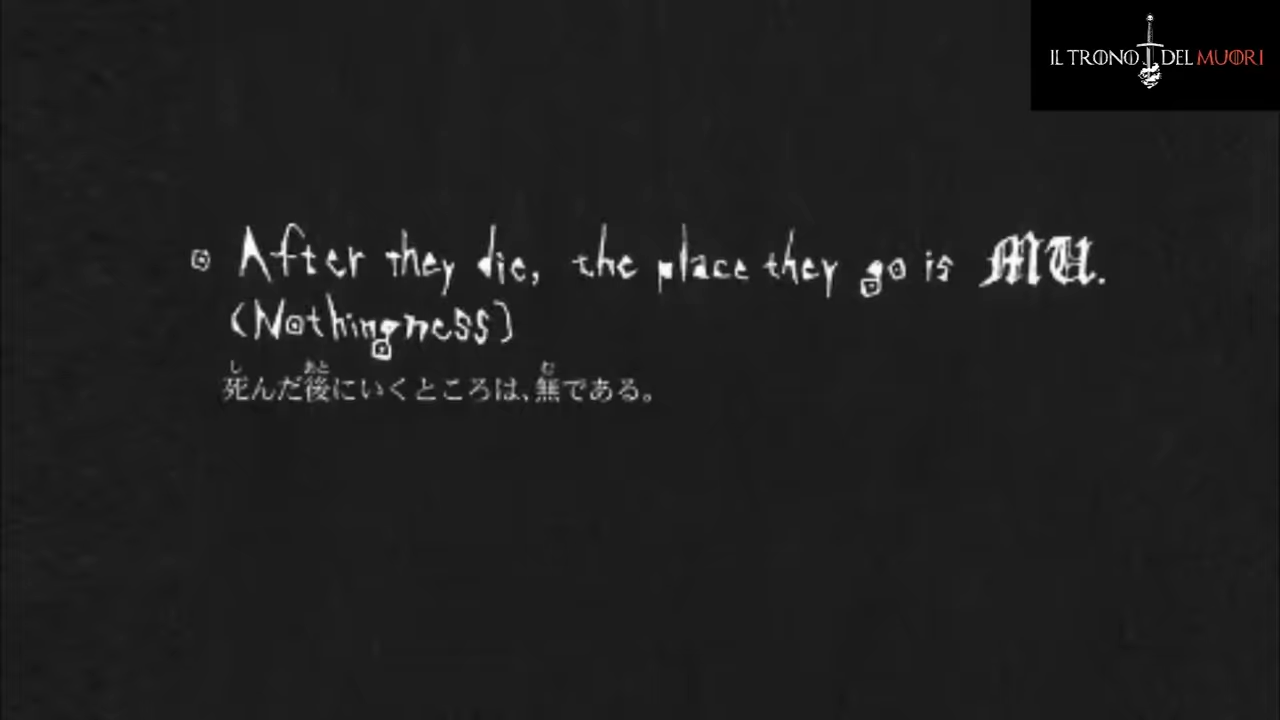 IL TRONO DEL MUORI
After they die, the place they go is MU.
(Nothingness)
死んだ後にいくところは、無である。